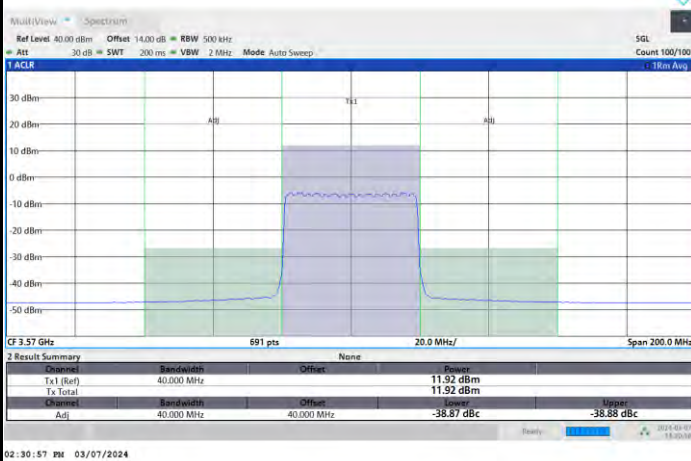 MultiView Spectrum
Ref Level 40.00 dBm Offset 14.00 dB RBW 500 kHz SGL
Att 30 dB SWT 200 ms VBW 2 MHz Mode Auto Sweep Count 100/100
1 ACLR 1Rm Avg
30 dBm
Tx1
20 dBm Adj Adj
10 dBm
0 dBm
-10 dBm
-20 dBm
-30 dBm
-40 dBm
-50 dBm
CF 3.57 GHz 691 pts 20.0 MHz/ Span 200.0 MHz
2 Result Summary None
Channel Bandwidth Offset Power
Tx1 (Ref) 40.000 MHz 11.92 dBm
Tx Total 11.92 dBm
Channel Bandwidth Offset Lower Upper
Adj 40.000 MHz 40.000 MHz -38.87 dBc -38.88 dBc
Ready
02:30:57 PM 03/07/2024